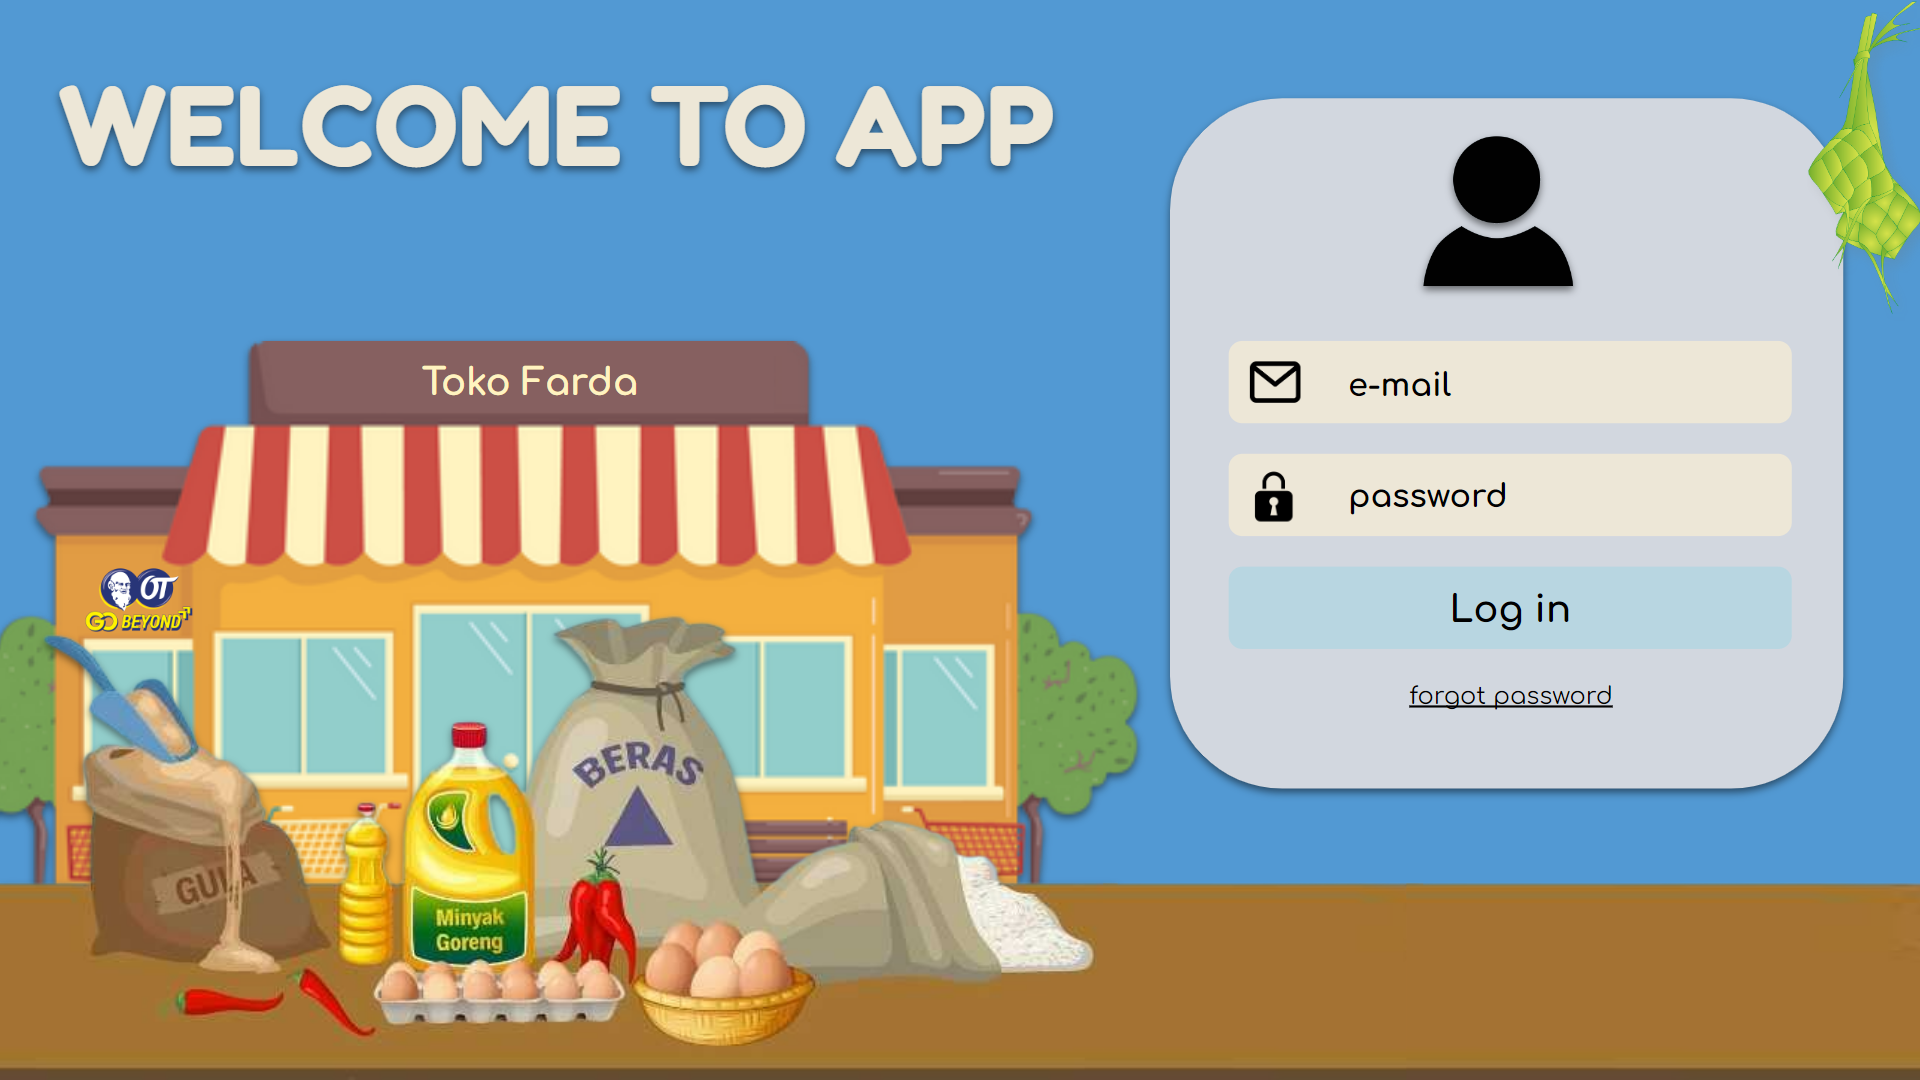 WELCOME TO APP
Toko Farda
OT
GO BEYOND
BERAS
GULA
Minyak
Goreng
e-mail
password
Log in
forgot password